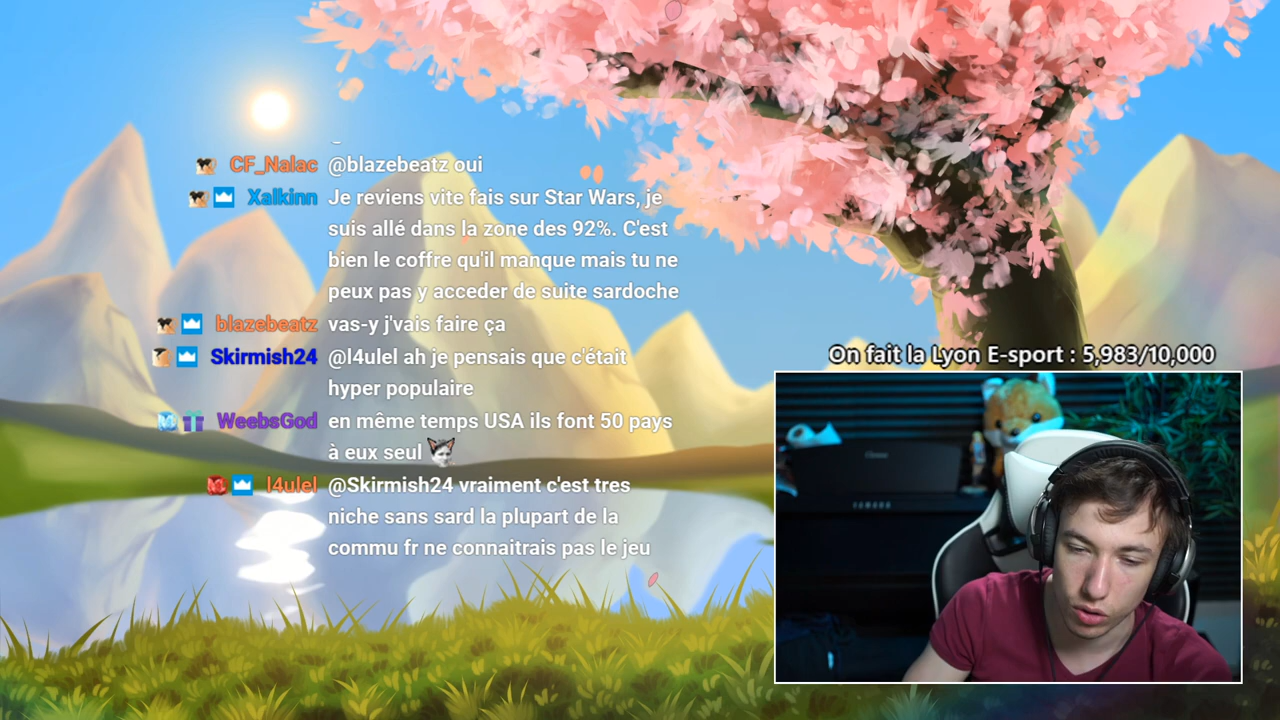 CF_Nalac @blazebeatz oui
Xalkinn Je reviens vite fais sur Star Wars, je
suis allé dans la zone des 92%. C'est
bien le coffre qu'il manque mais tu ne
peux pas y acceder de suite sardoche
blazebeatz vas-y j'vais faire ça
Skirmish24 @l4ulel ah je pensais que c'était
hyper populaire
WeebsGod en même temps USA ils font 50 pays
à eux seul
l4ulel @Skirmish24 vraiment c'est tres
niche sans sard la plupart de la
commu fr ne connaitrais pas le jeu
On fait la Lyon E-sport : 5,983/10,000
YAMAHA